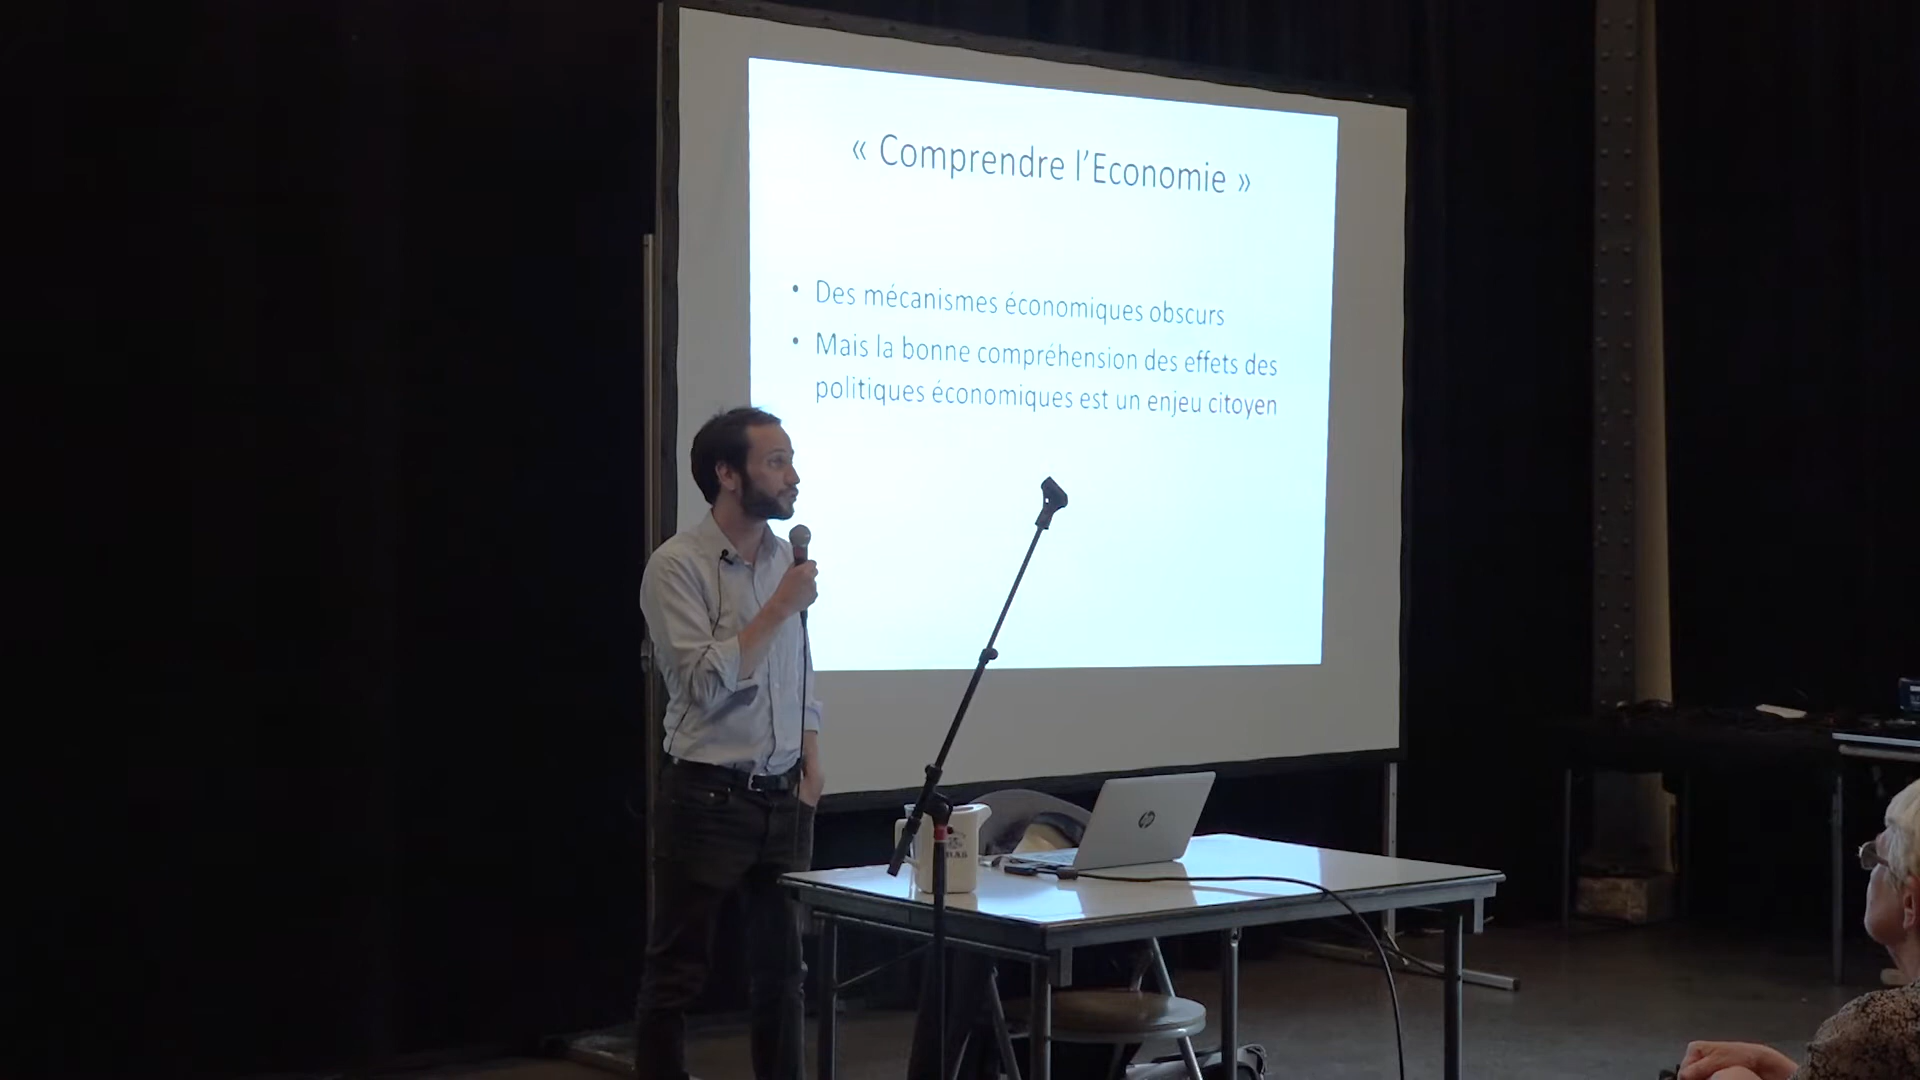 « Comprendre l’Economie »
• Des mécanismes économiques obscurs
• Mais la bonne compréhension des effets des
politiques économiques est un enjeu citoyen
hp